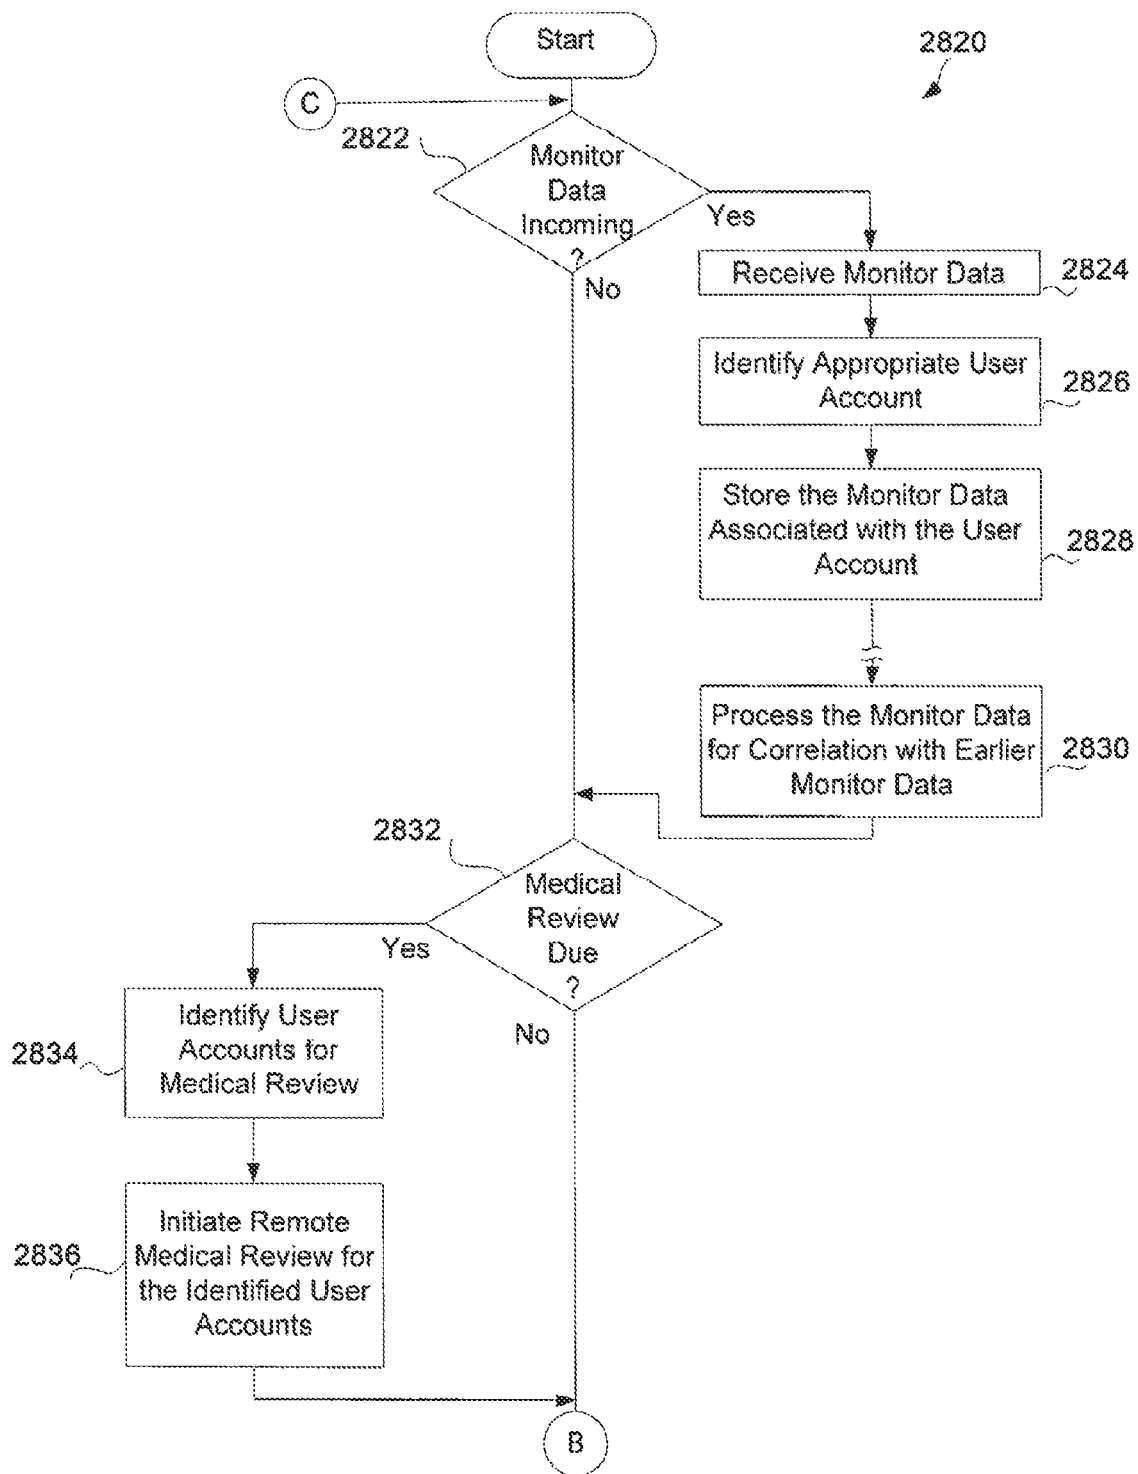 Start
2820
C
2822
Monitor
Data
Incoming
?
Yes
No
Receive Monitor Data
2824
Identify Appropriate User
Account
2826
Store the Monitor Data
Associated with the User
Account
2828
Process the Monitor Data
for Correlation with Earlier
Monitor Data
2830
2832
Medical
Review
Due
?
Yes
No
Identify User
Accounts for
Medical Review
2834
Initiate Remote
Medical Review for
the Identified User
Accounts
2836
B